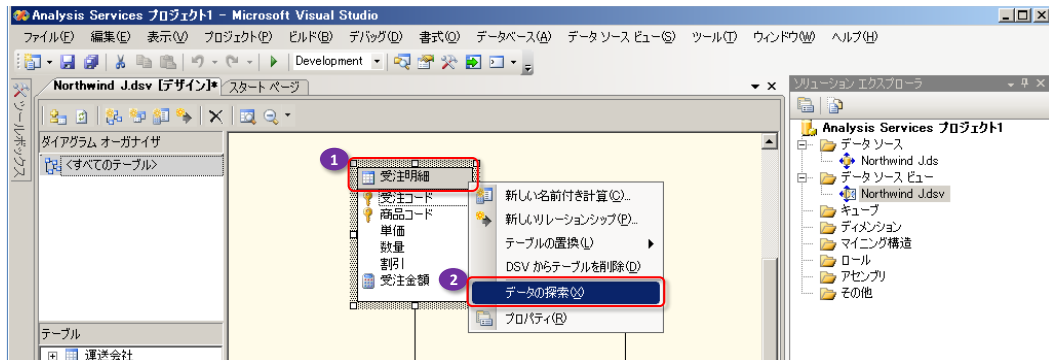 Analysis Services プロジェクト1 - Microsoft Visual Studio
ファイル(F) 編集(E) 表示(V) プロジェクト(P) ビルド(B) デバッグ(D) 書式(O) データベース(A) データ ソース ビュー(S) ツール(T) ウィンドウ(W) ヘルプ(H)
Development
Northwind J.dsv [デザイン]* スタート ページ
ツールボックス
ダイアグラム オーガナイザ
<すべてのテーブル>
テーブル
運送会社
1
受注明細
受注コード
商品コード
単価
数量
割引
受注金額
2
新しい名前付き計算(C)...
新しいリレーションシップ(P)...
テーブルの置換(L)
DSV からテーブルを削除(D)
データの探索(X)
プロパティ(R)
ソリューション エクスプローラ
Analysis Services プロジェクト1
データ ソース
Northwind J.ds
データ ソース ビュー
Northwind J.dsv
キューブ
ディメンション
マイニング構造
ロール
アセンブリ
その他